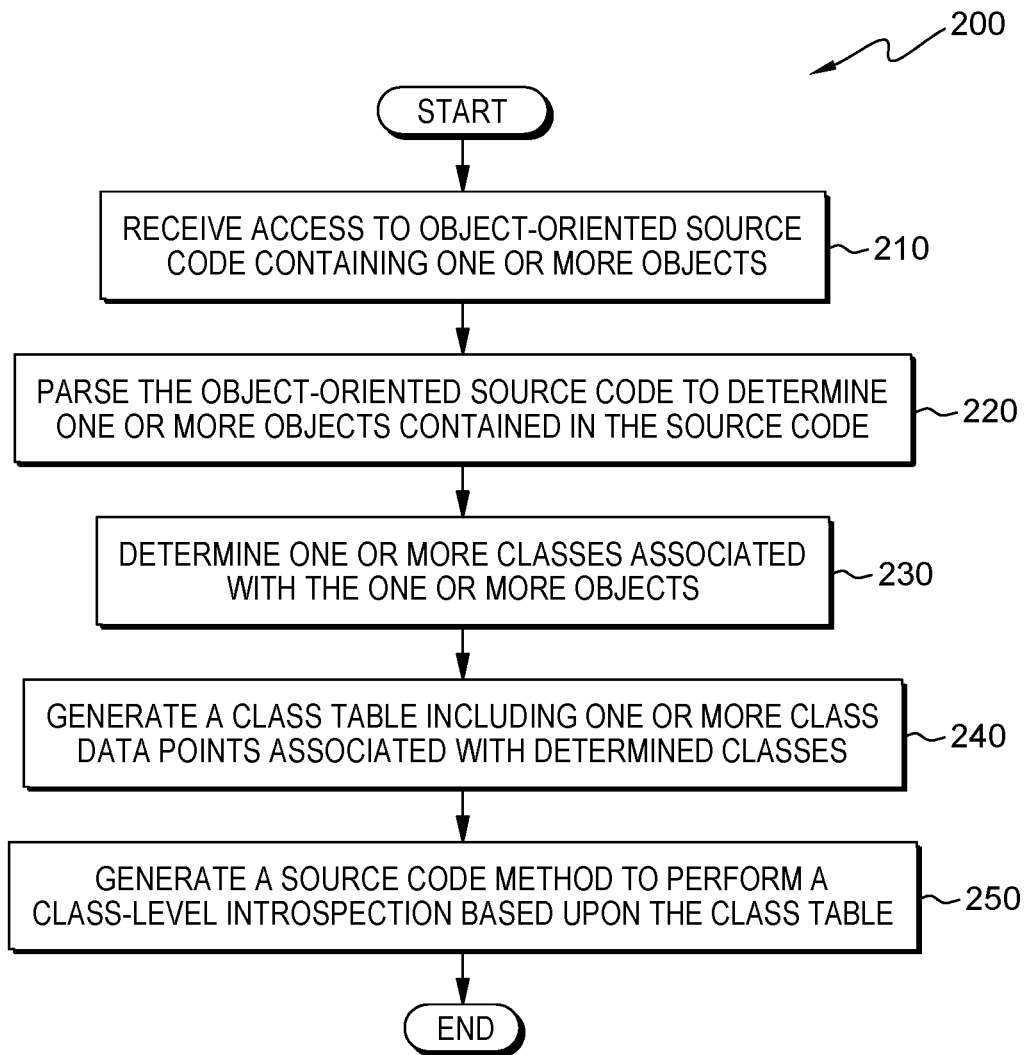 200
START
RECEIVE ACCESS TO OBJECT-ORIENTED SOURCE
CODE CONTAINING ONE OR MORE OBJECTS
210
PARSE THE OBJECT-ORIENTED SOURCE CODE TO DETERMINE
ONE OR MORE OBJECTS CONTAINED IN THE SOURCE CODE
220
DETERMINE ONE OR MORE CLASSES ASSOCIATED
WITH THE ONE OR MORE OBJECTS
230
GENERATE A CLASS TABLE INCLUDING ONE OR MORE CLASS
DATA POINTS ASSOCIATED WITH DETERMINED CLASSES
240
GENERATE A SOURCE CODE METHOD TO PERFORM A
CLASS-LEVEL INTROSPECTION BASED UPON THE CLASS TABLE
250
END